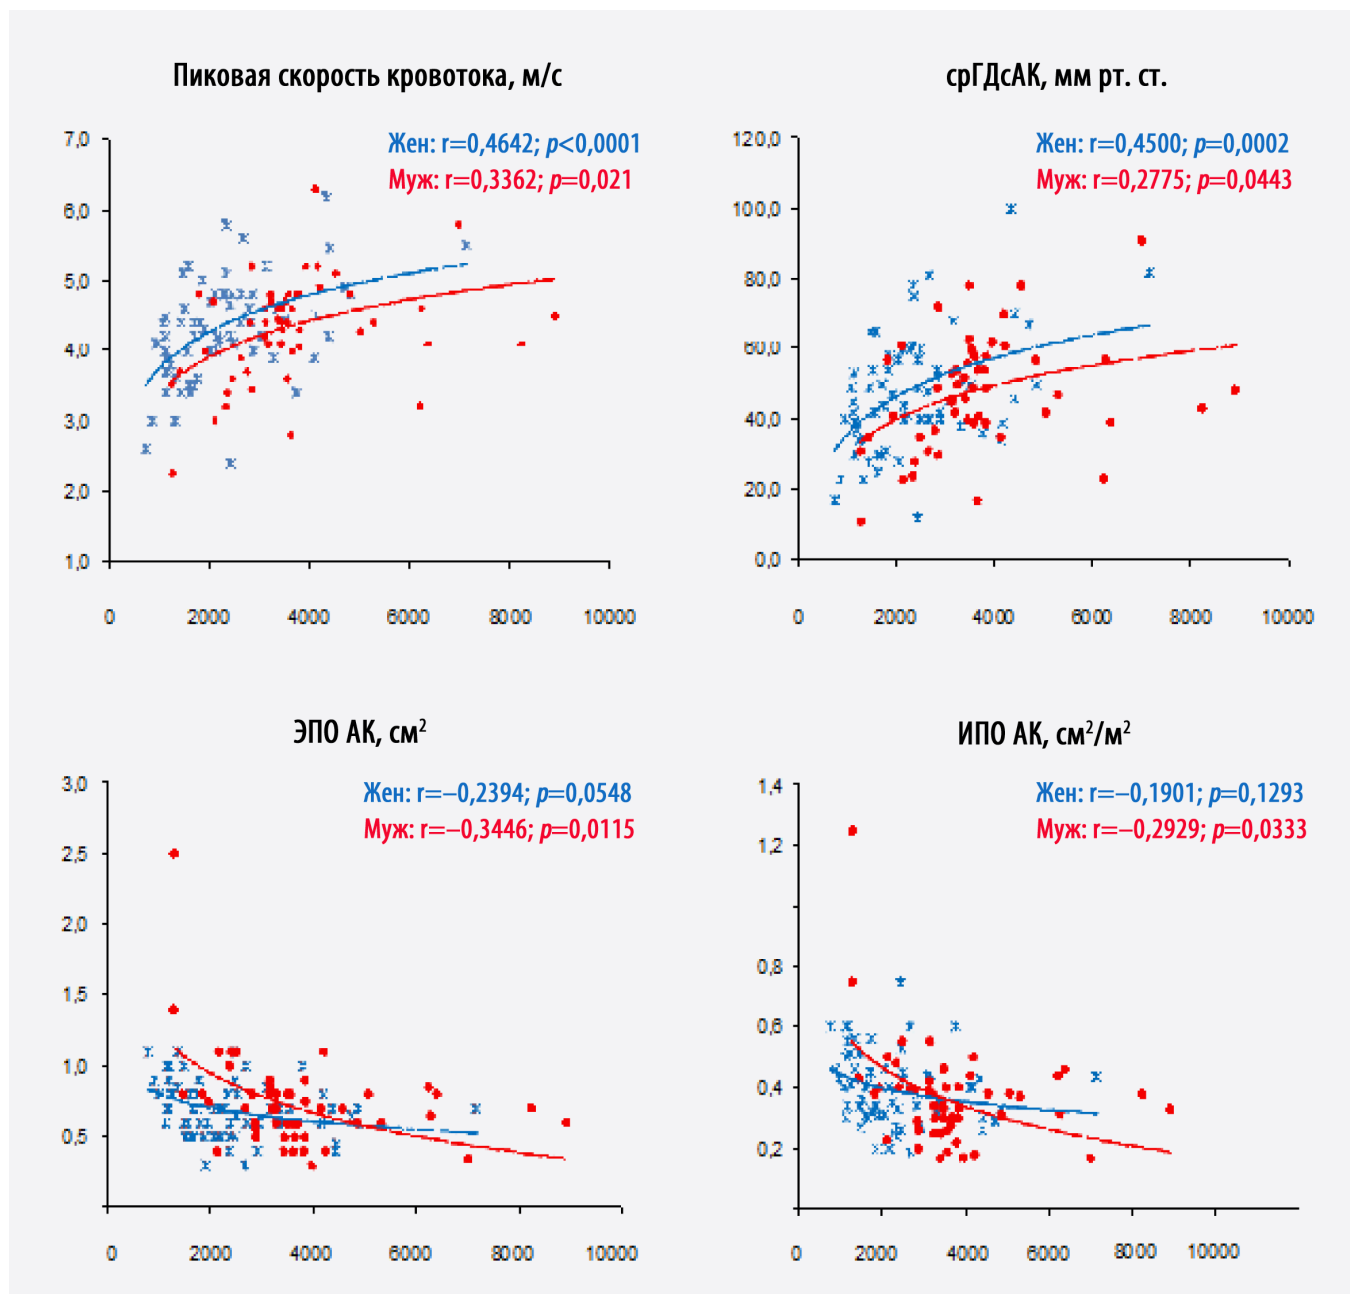 Пиковая скорость кровотока, м/с
Жен: r=0,4642; p<0,0001
Муж: r=0,3362; p=0,021
7,0
6,0
5,0
4,0
3,0
2,0
1,0
0 2000 4000 6000 8000 10000
срГДсАК, мм рт. ст.
Жен: r=0,4500; p=0,0002
Муж: r=0,2775; p=0,0443
120,0
100,0
80,0
60,0
40,0
20,0
0,0
0 2000 4000 6000 8000 10000
ЭПО АК, см²
Жен: r=–0,2394; p=0,0548
Муж: r=–0,3446; p=0,0115
3,0
2,5
2,0
1,5
1,0
0,5
0 2000 4000 6000 8000 10000
ИПО АК, см²/м²
Жен: r=–0,1901; p=0,1293
Муж: r=–0,2929; p=0,0333
1,4
1,2
0,8
0,6
0,4
0,2
0 2000 4000 6000 8000 10000